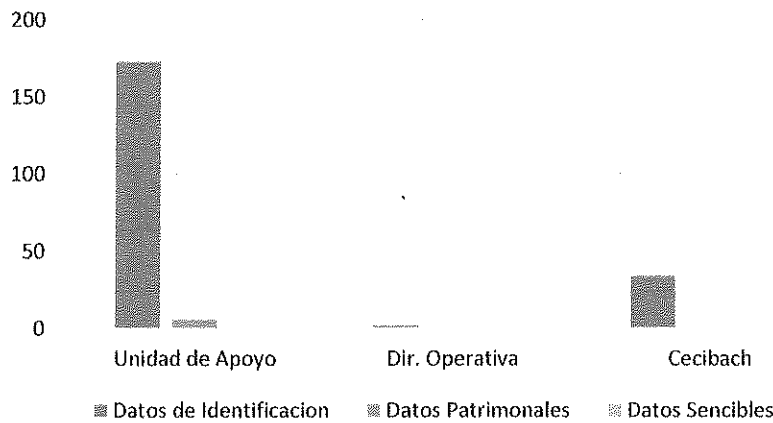 200
150
100
50
0
Unidad de Apoyo Dir. Operativa Cecibach
Datos de Identificacion Datos Patrimonales Datos Sencibles